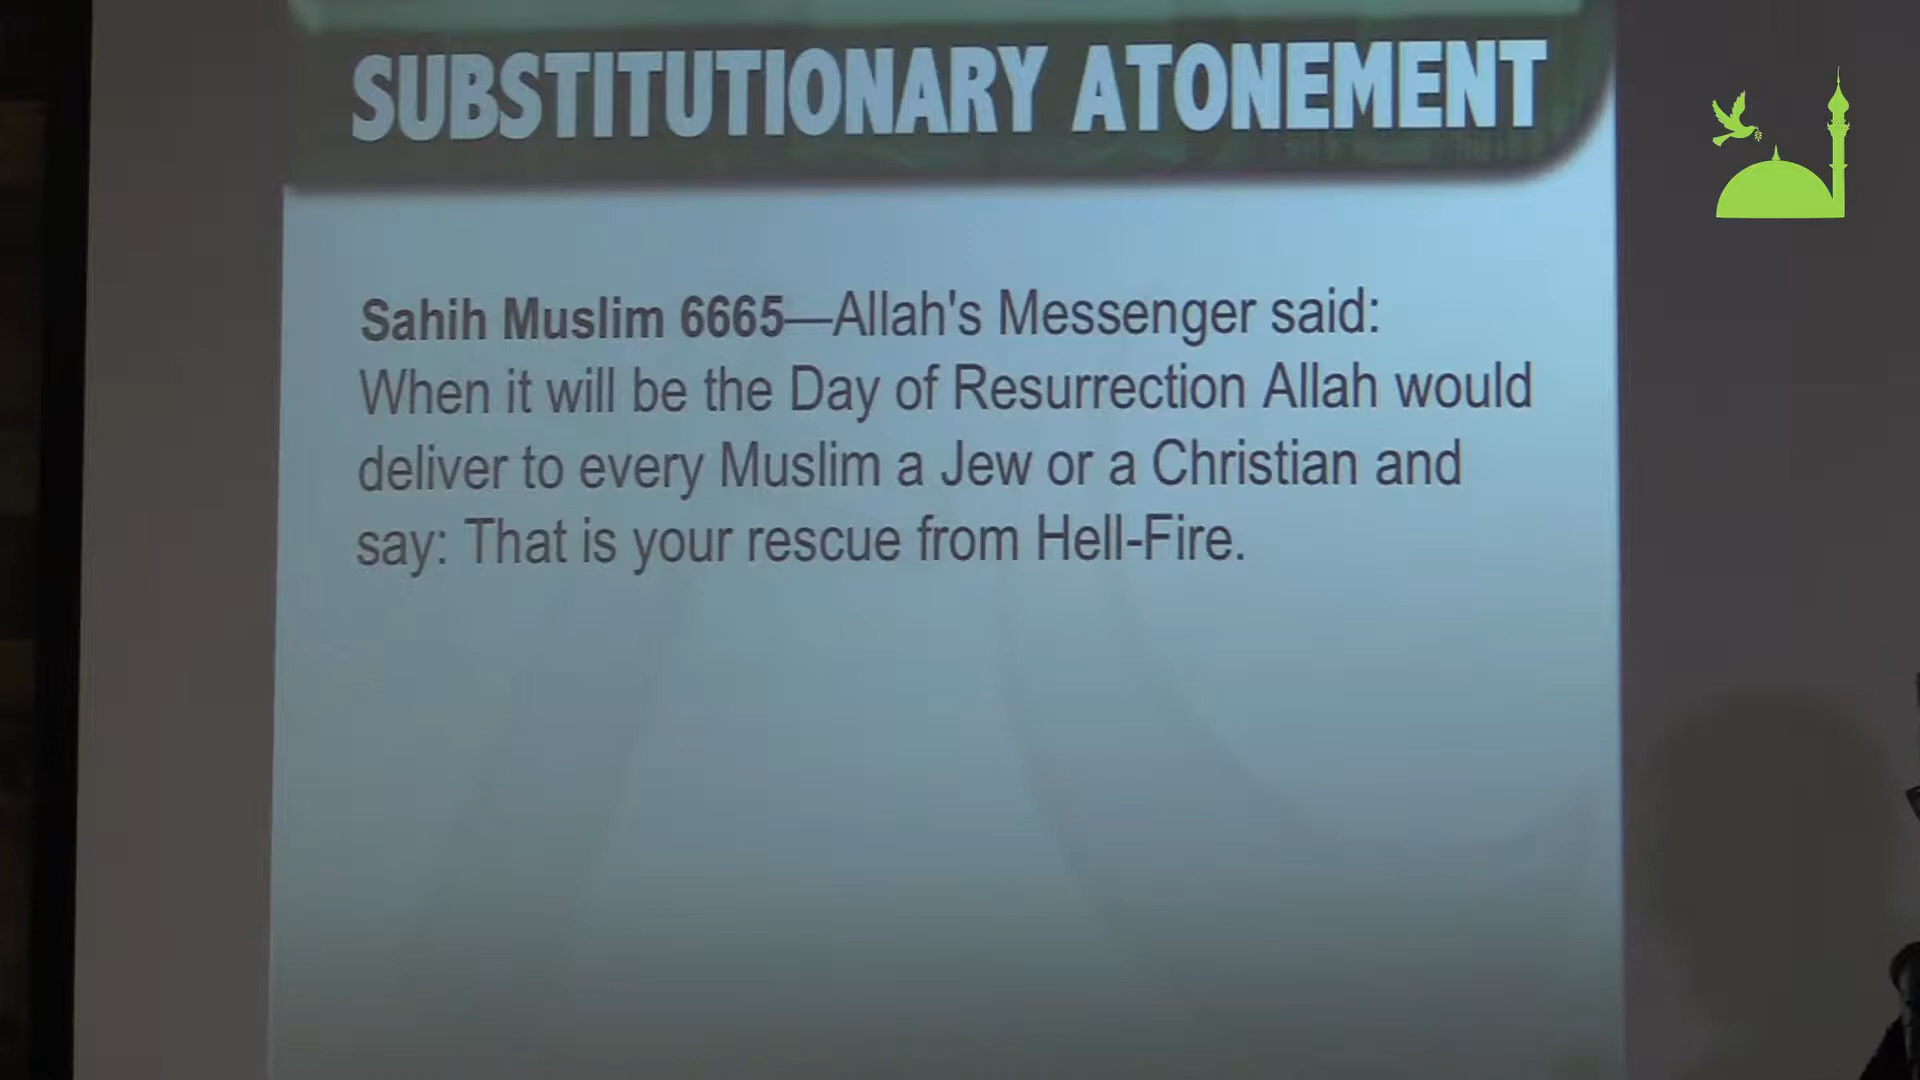 SUBSTITUTIONARY ATONEMENT
Sahih Muslim 6665—Allah's Messenger said:
When it will be the Day of Resurrection Allah would
deliver to every Muslim a Jew or a Christian and
say: That is your rescue from Hell-Fire.